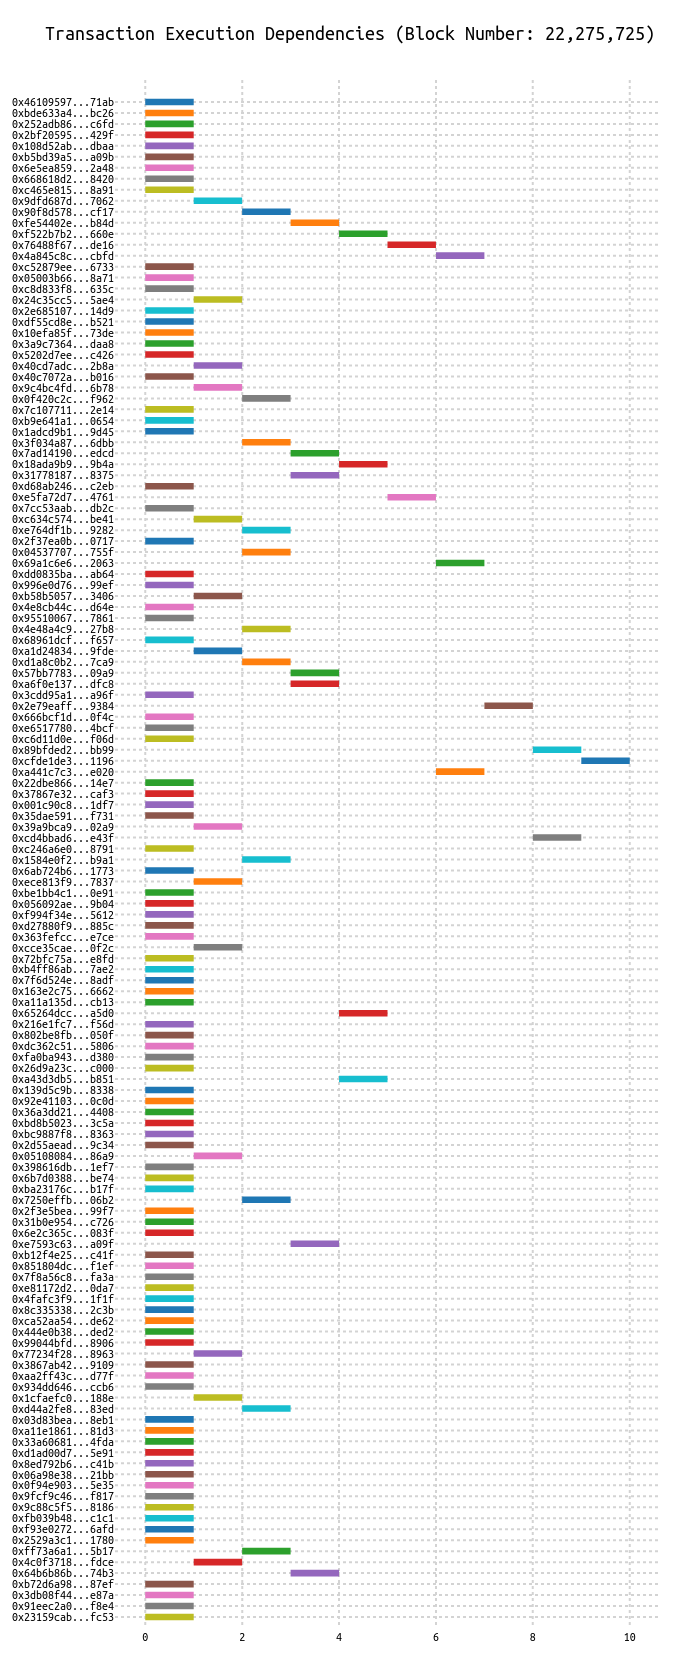 Transaction Execution Dependencies (Block Number: 22,275,725)
0x46109597...71ab
0xbde633a4...bc26
0x252adb86...c6fd
0x2bf20595...429f
0x108d52ab...dbaa
0xb5bd39a5...a09b
0x6e5ea859...2a48
0x668618d2...8420
0xc465e815...8a91
0x9dfd687d...7062
0x90f8d578...cf17
0xfe54402e...b84d
0xf522b7b2...660e
0x76488f67...de16
0x4a845c8c...cbfd
0xc52879ee...6733
0x05003b66...8a71
0xc8d833f8...635c
0x24c35cc5...5ae4
0x2e685107...14d9
0xdf55cd8e...b521
0x10efa85f...73de
0x3a9c7364...daa8
0x5202d7ee...c426
0x40cd7adc...2b8a
0x40c7072a...b016
0x9c4bc4fd...6b78
0x0f420c2c...f962
0x7c107711...2e14
0xb9e641a1...0654
0x1adcd9b1...9d45
0x3f034a87...6dbb
0x7ad14190...edcd
0x18ada9b9...9b4a
0x31778187...8375
0xd68ab246...c2eb
0xe5fa72d7...4761
0x7cc53aab...db2c
0xc634c574...be41
0xe764df1b...9282
0x2f37ea0b...0717
0x04537707...755f
0x69a1c6e6...2063
0xdd0835ba...ab64
0x996e0d76...99ef
0xb58b5057...3406
0x4e8cb44c...d64e
0x95510067...7861
0x4e48a4c9...27b8
0x68961dcf...f657
0xa1d24834...9fde
0xd1a8c0b2...7ca9
0x57bb7783...09a9
0xa6f0e137...dfc8
0x3cdd95a1...a96f
0x2e79eaff...9384
0x666bcf1d...0f4c
0xe6517780...4bcf
0xc6d11d0e...f06d
0x89bfded2...bb99
0xcfde1de3...1196
0xa441c7c3...e020
0x22dbe866...14e7
0x37867e32...caf3
0x001c90c8...1df7
0x35dae591...f731
0x39a9bca9...02a9
0xcd4bbad6...e43f
0xc246a6e0...8791
0x1584e0f2...b9a1
0x6ab724b6...1773
0xece813f9...7837
0xbe1bb4c1...0e91
0x056092ae...9b04
0xf994f34e...5612
0xd27880f9...885c
0x363fefcc...e7ce
0xcce35cae...0f2c
0x72bfc75a...e8fd
0xb4ff86ab...7ae2
0x7f6d524e...8adf
0x163e2c75...6662
0xa11a135d...cb13
0x65264dcc...a5d0
0x216e1fc7...f56d
0x802be8fb...050f
0xdc362c51...5806
0xfa0ba943...d380
0x26d9a23c...c000
0xa43d3db5...b851
0x139d5c9b...8338
0x92e41103...0c0d
0x36a3dd21...4408
0xbd8b5023...3c5a
0xbc9887f8...8363
0x2d55aead...9c34
0x05108084...86a9
0x398616db...1ef7
0x6b7d0388...be74
0xba23176c...b17f
0x7250effb...06b2
0x2f3e5bea...99f7
0x31b0e954...c726
0x6e2c365c...083f
0xe7593c63...a09f
0xb12f4e25...c41f
0x851804dc...f1ef
0x7f8a56c8...fa3a
0xe81172d2...0da7
0x4fafc3f9...1f1f
0x8c335338...2c3b
0xca52aa54...de62
0x444e0b38...ded2
0x99044bfd...8906
0x77234f28...8963
0x3867ab42...9109
0xaa2ff43c...d77f
0x934dd646...ccb6
0x1cfaefc0...188e
0xd44a2fe8...83ed
0x03d83bea...8eb1
0xa11e1861...81d3
0x33a60681...4fda
0xd1ad00d7...5e91
0x8ed792b6...c41b
0x06a98e38...21bb
0x0f94e903...5e35
0x9fcf9c46...f817
0x9c88c5f5...8186
0xfb039b48...c1c1
0xf93e0272...6afd
0x2529a3c1...1780
0xff73a6a1...5b17
0x4c0f3718...fdce
0x64b6b86b...74b3
0xb72d6a98...87ef
0x3db08f44...e87a
0x91eec2a0...f8e4
0x23159cab...fc53
0 2 4 6 8 10